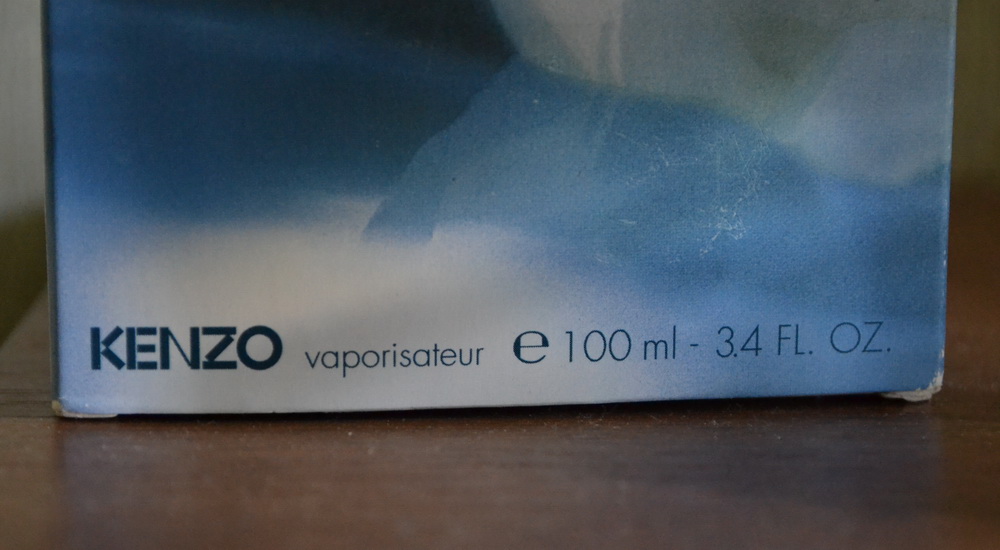 KENZO vaporisateur ℮ 100 ml - 3.4 FL. OZ.